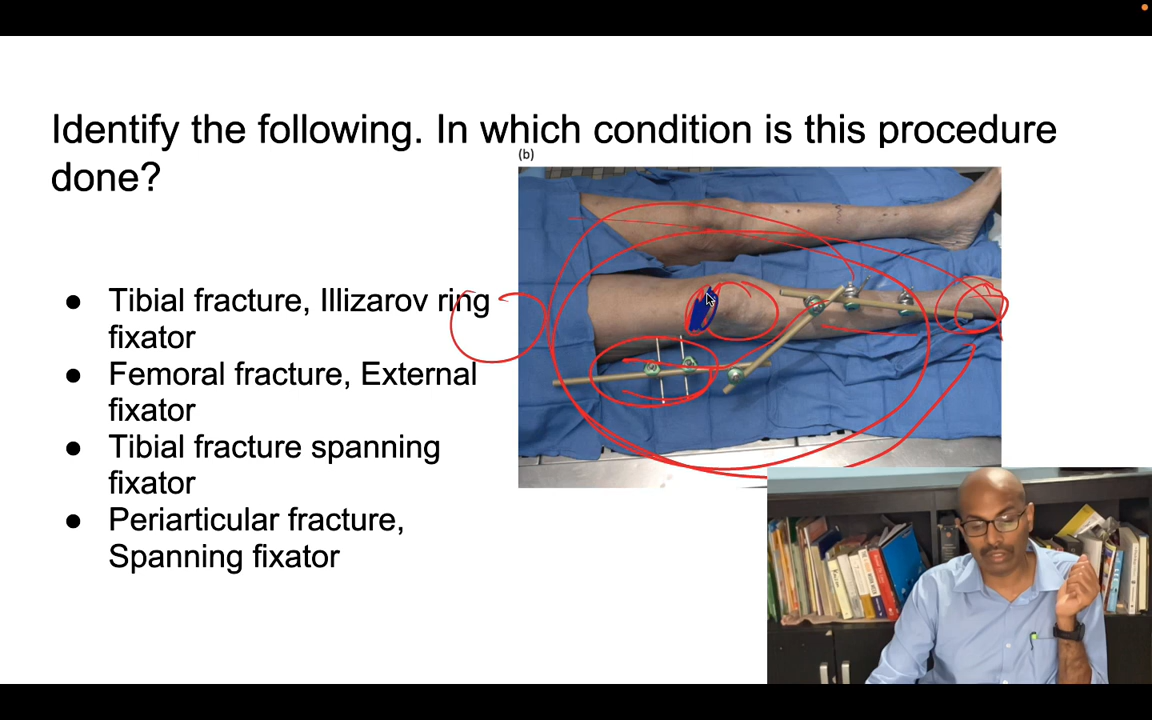 Identify the following. In which condition is this procedure
done?
(b)
● Tibial fracture, Illizarov ring
fixator
● Femoral fracture, External
fixator
● Tibial fracture spanning
fixator
● Periarticular fracture,
Spanning fixator